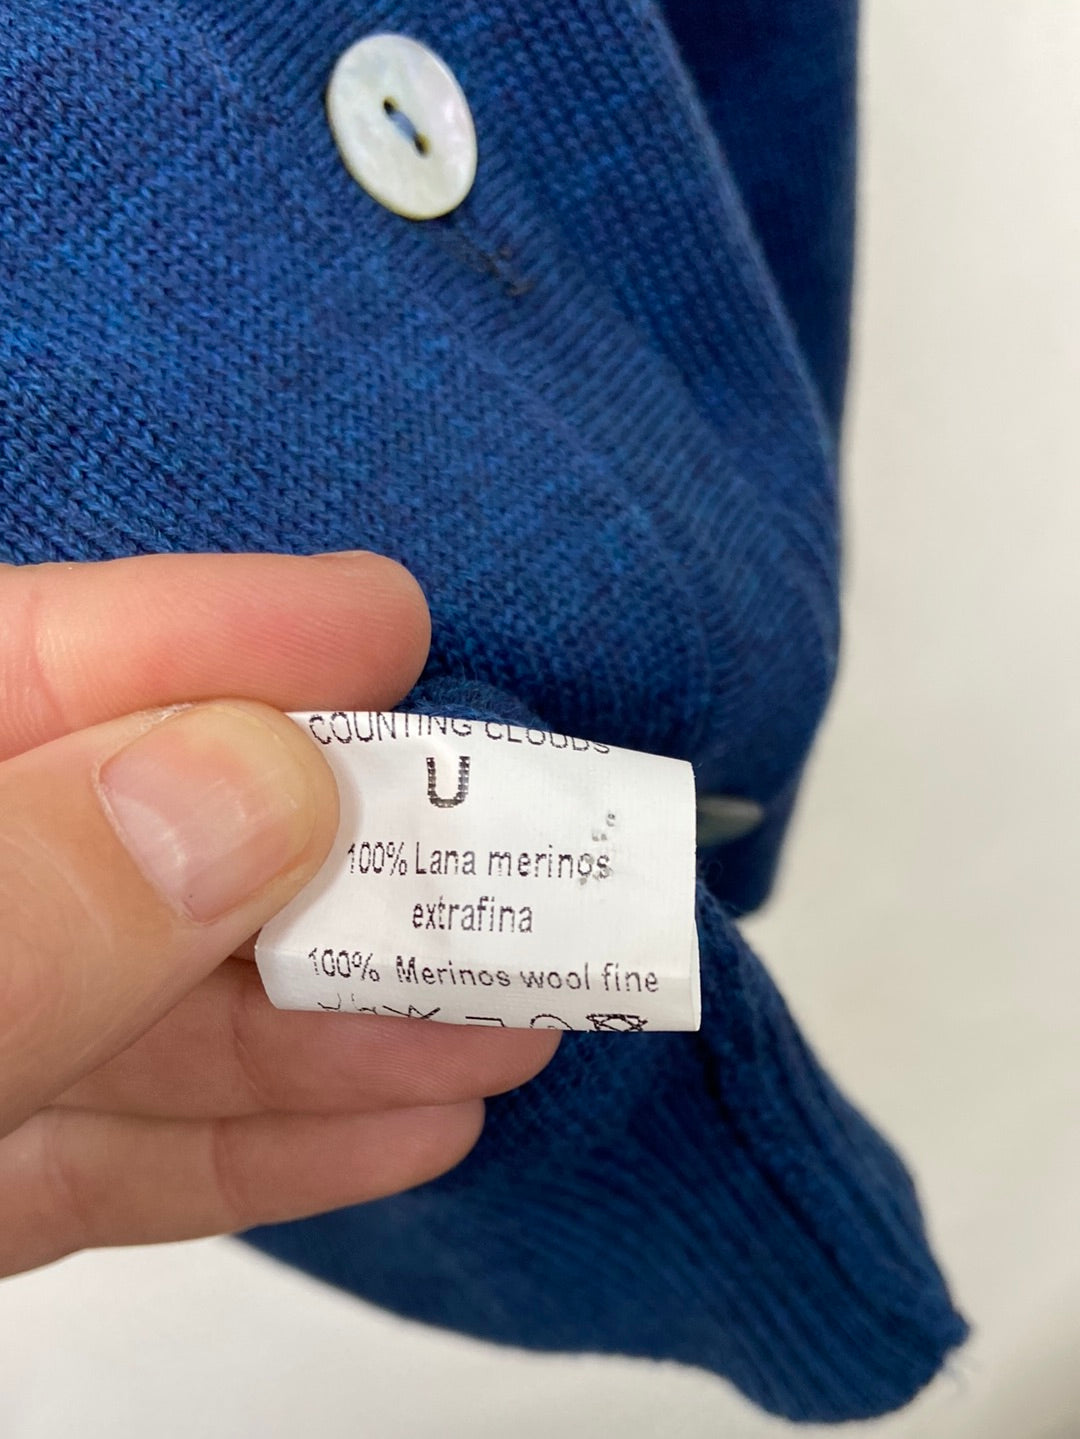 COUNTING CLOUDS
U
100% Lana merinos
extrafina
100% Merinos wool fine